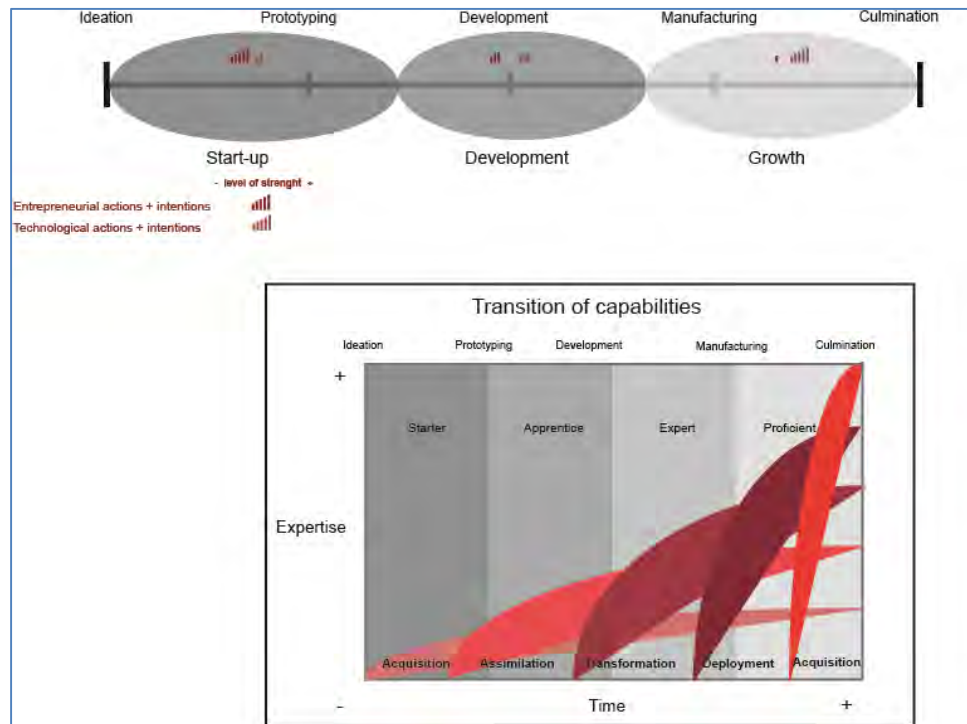 Ideation Prototyping Development Manufacturing Culmination
Start-up Development Growth
- level of strenght +
Entrepreneurial actions + intentions
Technological actions + intentions
Transition of capabilities
Ideation Prototyping Development Manufacturing Culmination
+
Starter Apprentice Expert Proficient
Expertise
Acquisition Assimilation Transformation Deployment Acquisition
- Time +